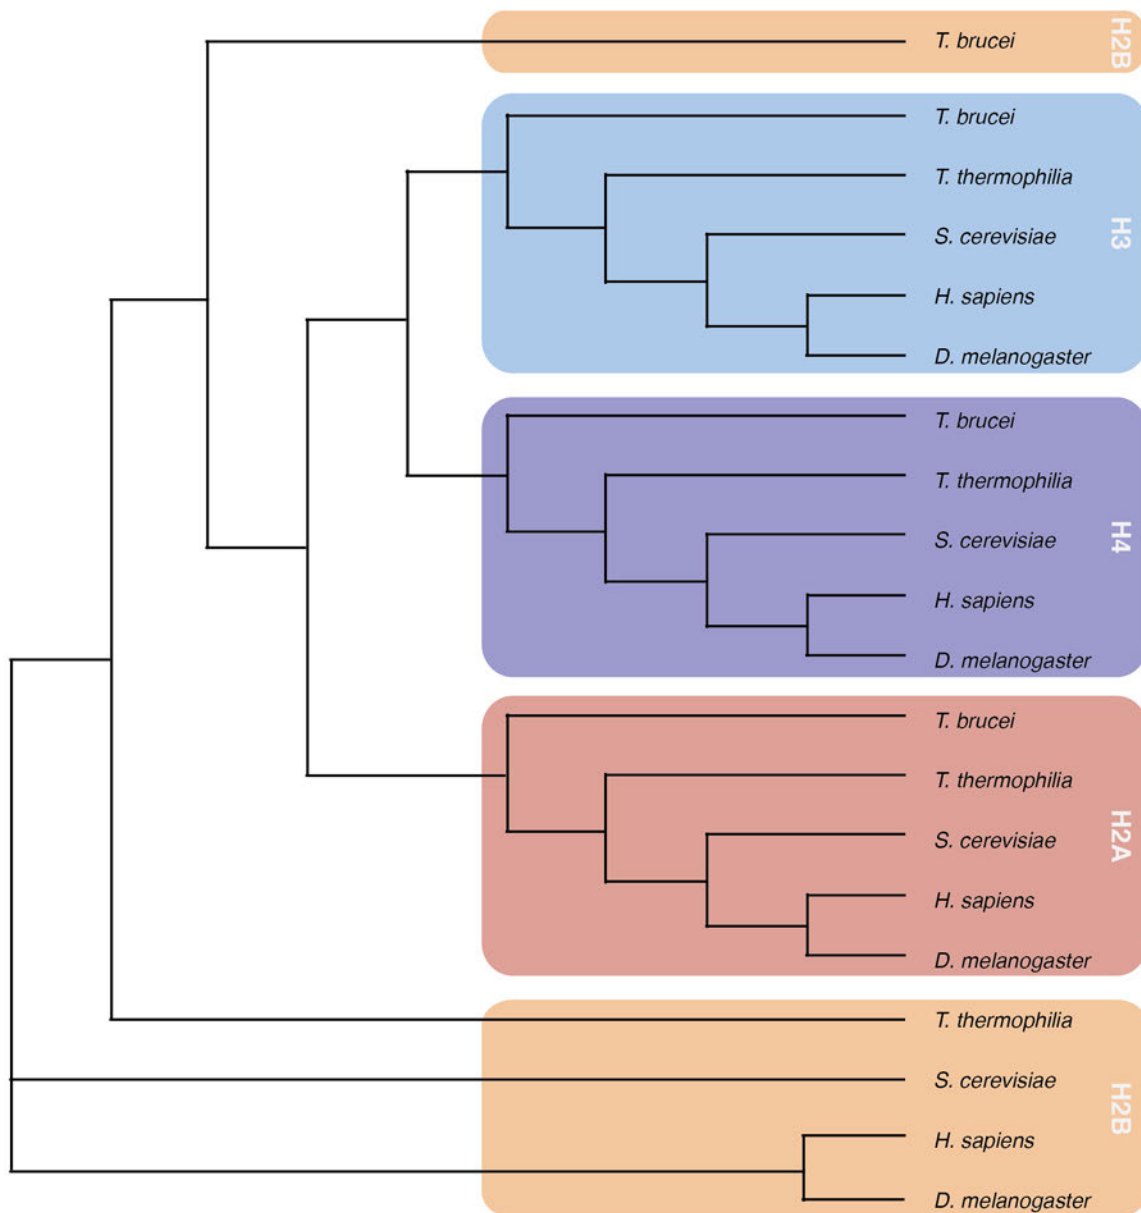 T. brucei
H2B
T. brucei
T. thermophilia
S. cerevisiae
H. sapiens
D. melanogaster
H3
T. brucei
T. thermophilia
S. cerevisiae
H. sapiens
D. melanogaster
H4
T. brucei
T. thermophilia
S. cerevisiae
H. sapiens
D. melanogaster
H2A
T. thermophilia
S. cerevisiae
H. sapiens
D. melanogaster
H2B